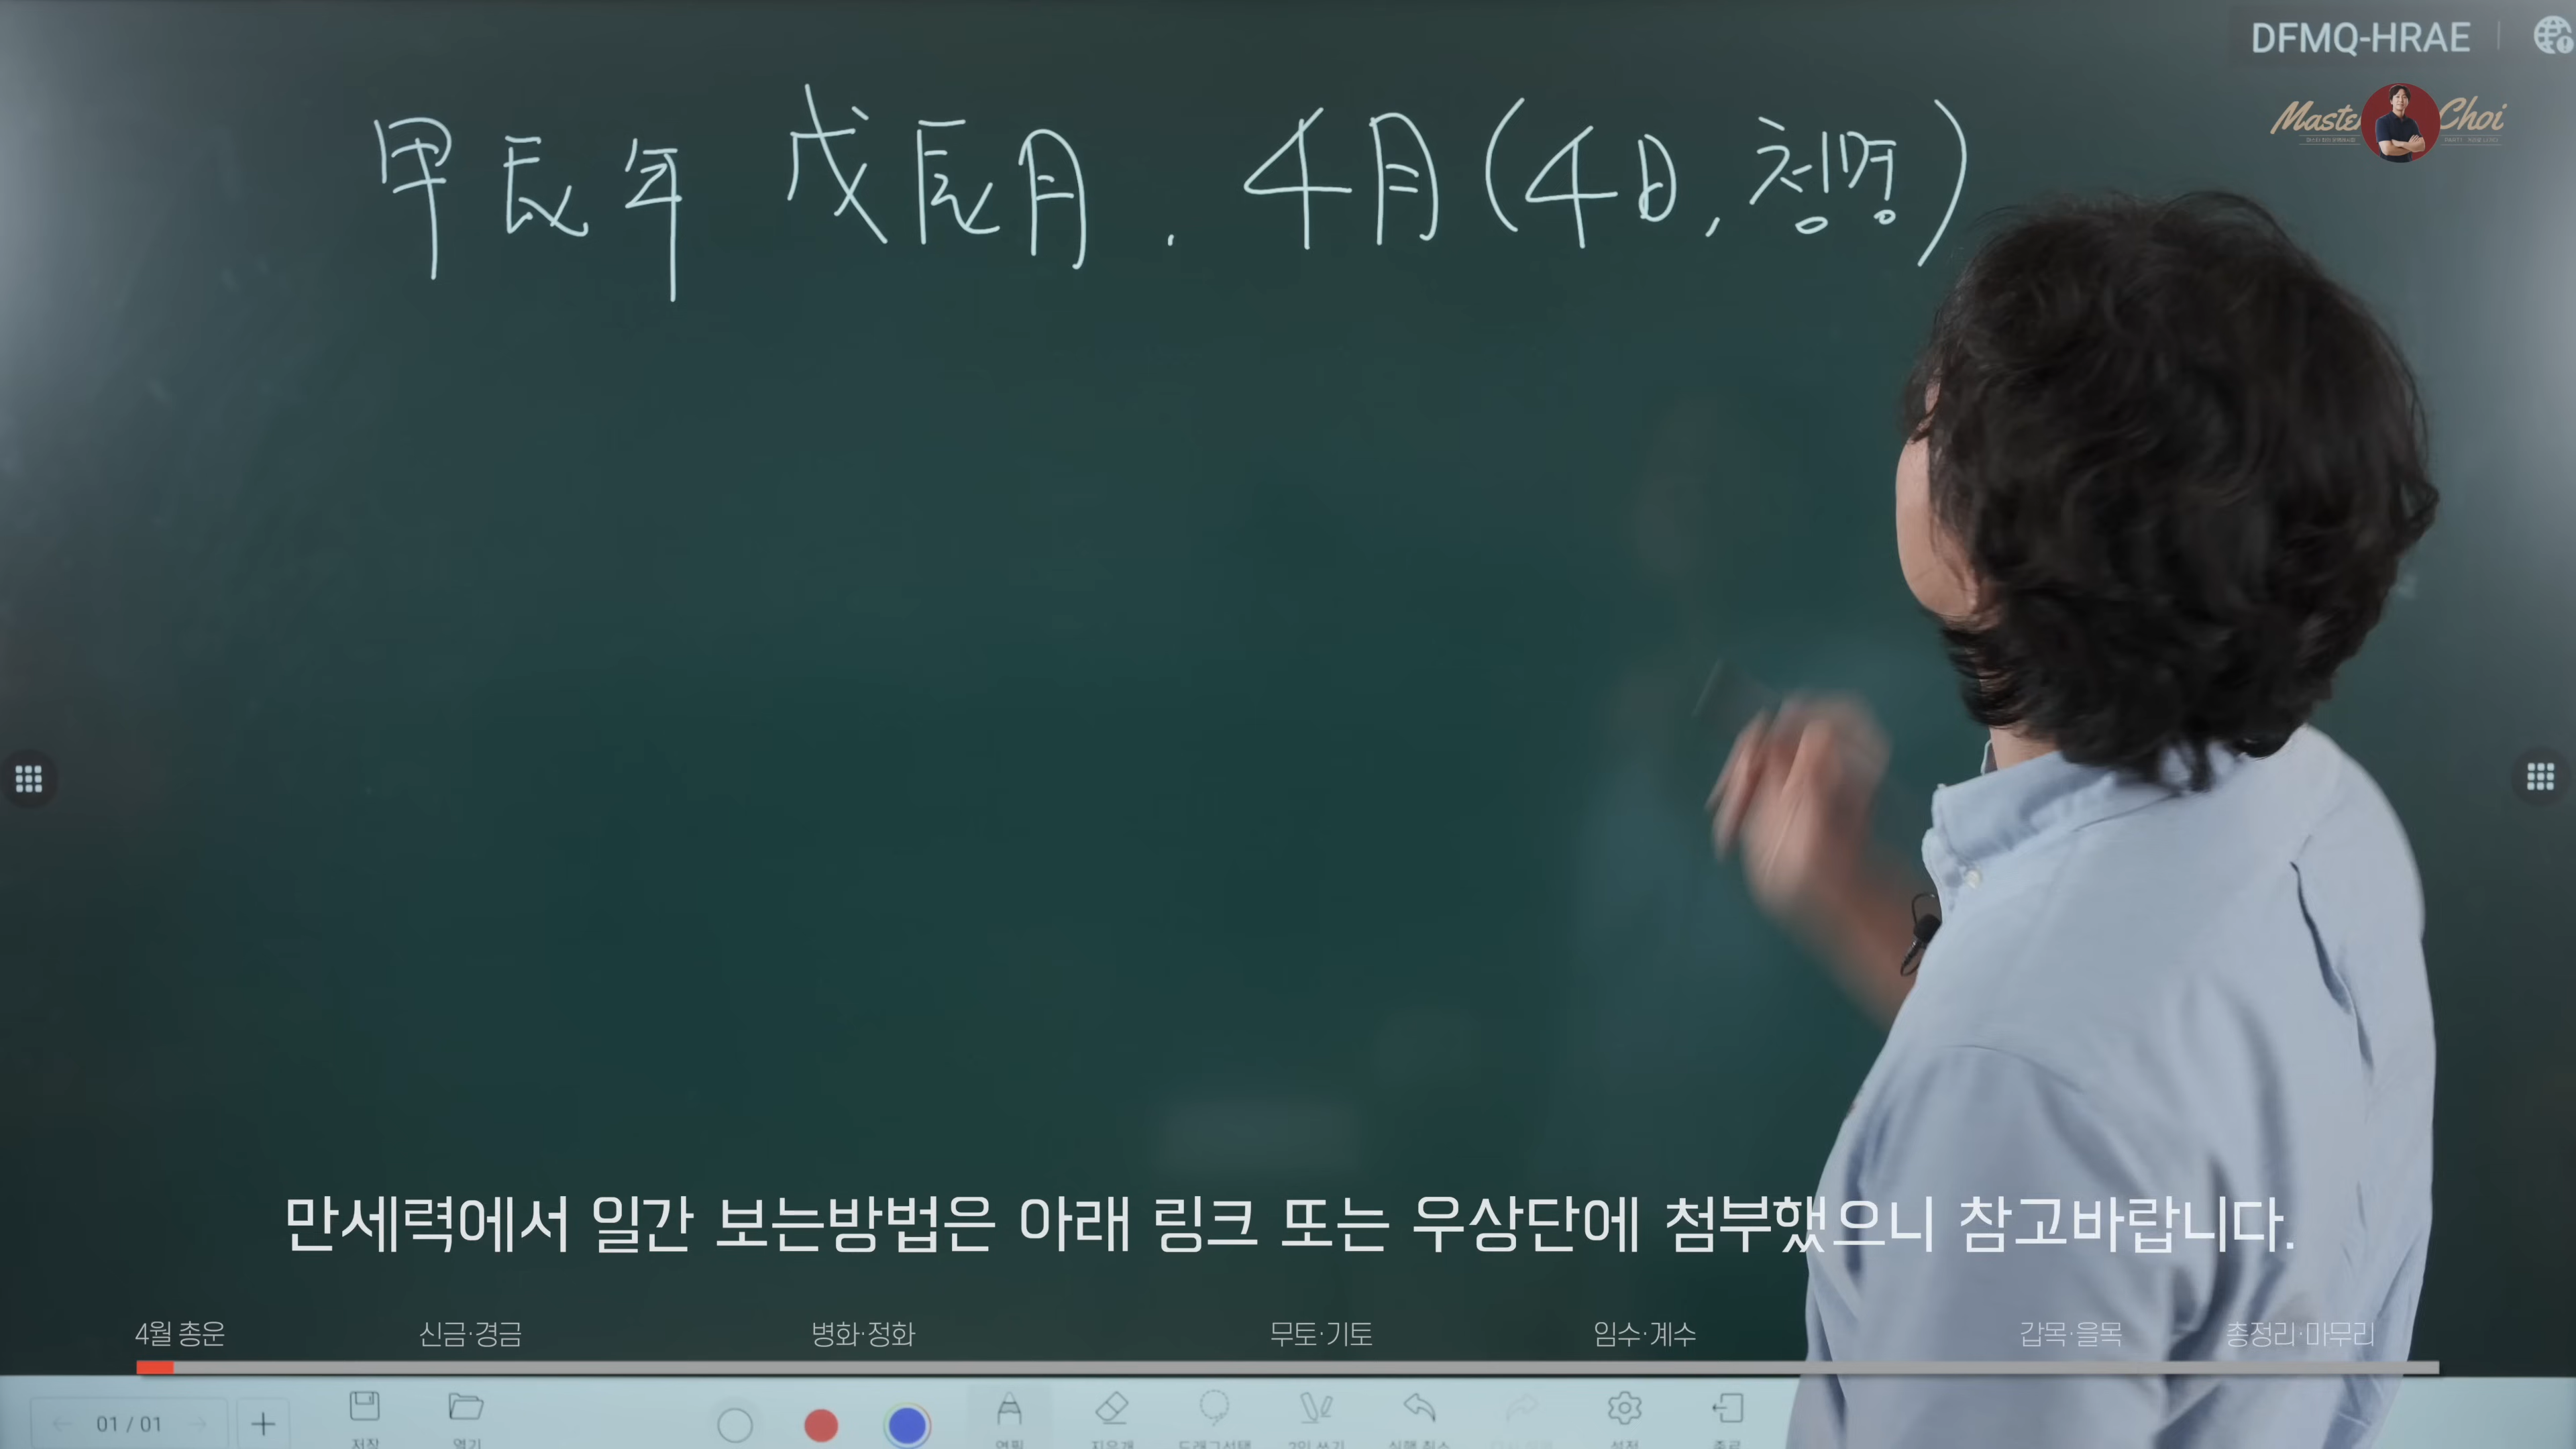 DFMQ-HRAE
Master Choi
甲辰年 戊辰月. 4月(4日, 청명)
만세력에서 일간 보는방법은 아래 링크 또는 우상단에 첨부했으니 참고바랍니다.
4월 총운 신금·경금 병화·정화 무토·기토 임수·계수 갑목·을목 총정리·마무리
01 / 01